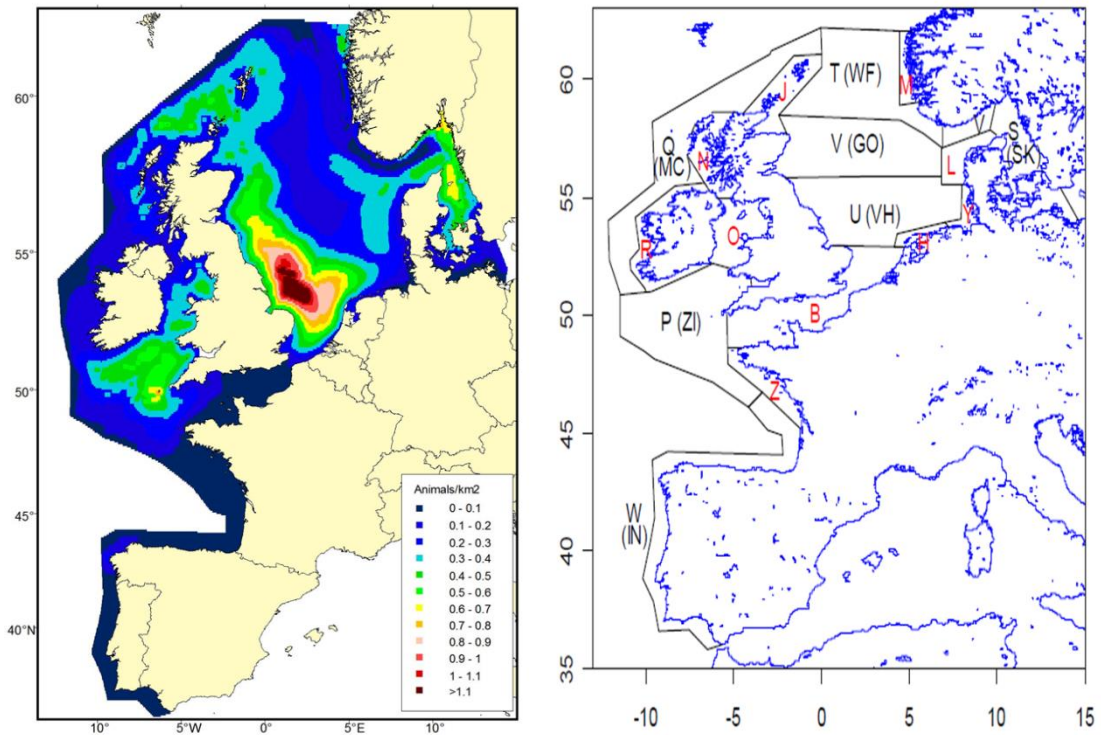 60°
55°
50°
45°
40°N
10°
5°W
0°
5°E
10°
Animals/km2
0 - 0.1
0.1 - 0.2
0.2 - 0.3
0.3 - 0.4
0.4 - 0.5
0.5 - 0.6
0.6 - 0.7
0.7 - 0.8
0.8 - 0.9
0.9 - 1
1 - 1.1
>1.1
60
55
50
45
40
35
-10
-5
0
5
10
15
T (WF)
M
J
V (GO)
S
(SK)
Q
(MC)
N
L
U (VH)
Y
O
R
H
P (ZI)
B
Z
W
(IN)